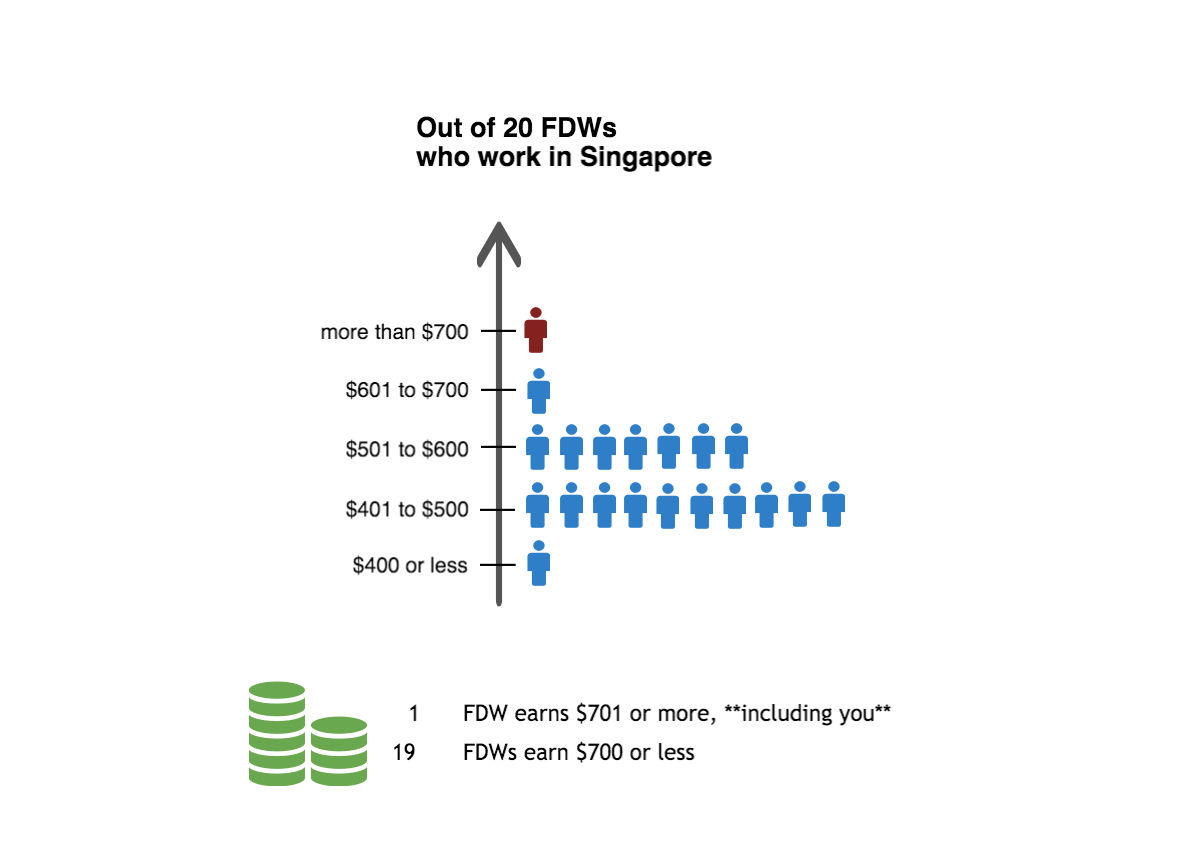 Out of 20 FDWs
who work in Singapore
more than $700
$601 to $700
$501 to $600
$401 to $500
$400 or less
1 FDW earns $701 or more, **including you**
19 FDWs earn $700 or less